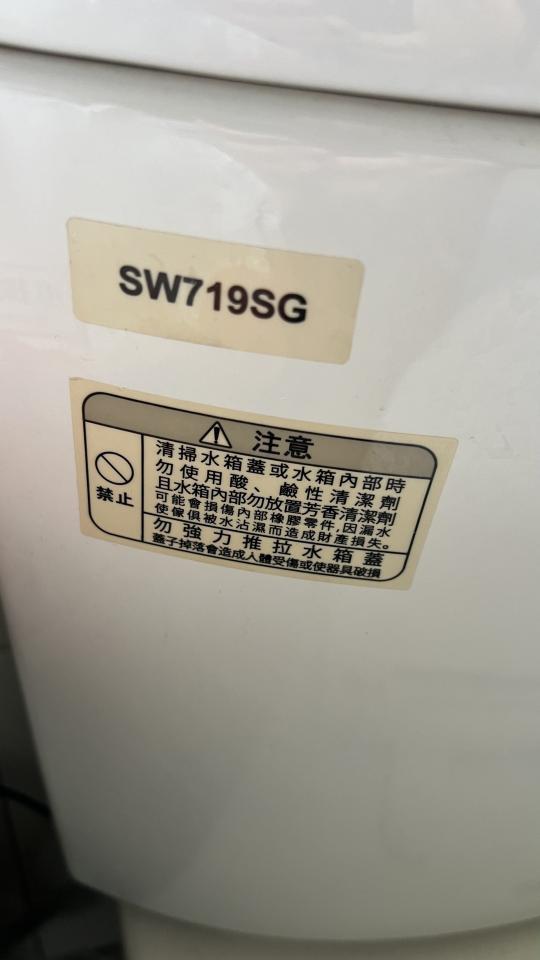 SW719SG
注意
禁止
清掃水箱蓋或水箱內部時
勿使用酸、鹼性清潔劑
且水箱內部勿放置芳香清潔劑
可能會損傷內部橡膠零件,因漏水
使傢俱被水沾濕而造成財產損失。
勿強力推拉水箱蓋
蓋子掉落會造成人體受傷或使器具破損